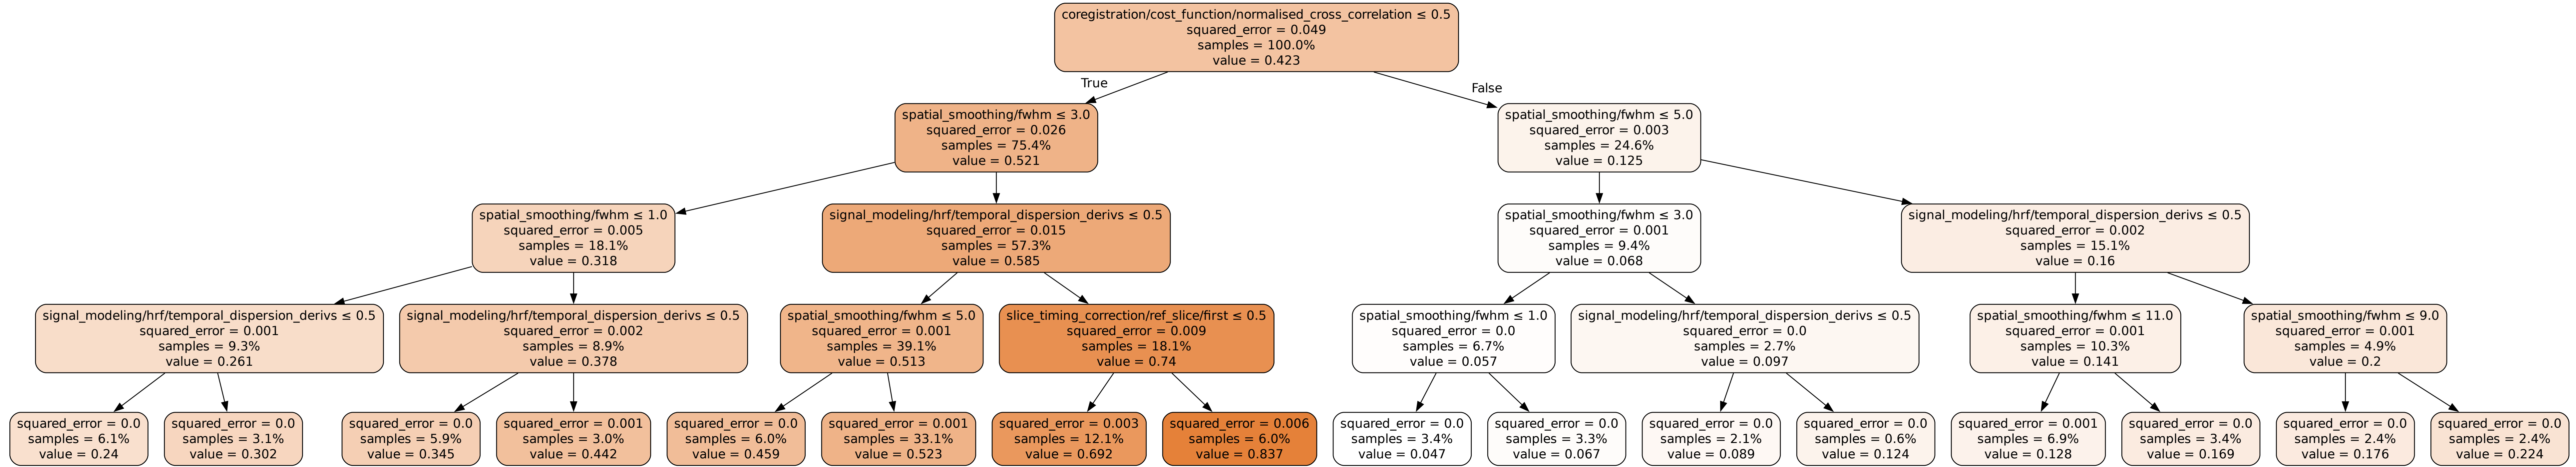 coregistration/cost_function/normalised_cross_correlation ≤ 0.5
squared_error = 0.049
samples = 100.0%
value = 0.423
True
False
spatial_smoothing/fwhm ≤ 3.0
squared_error = 0.026
samples = 75.4%
value = 0.521
spatial_smoothing/fwhm ≤ 5.0
squared_error = 0.003
samples = 24.6%
value = 0.125
spatial_smoothing/fwhm ≤ 1.0
squared_error = 0.005
samples = 18.1%
value = 0.318
signal_modeling/hrf/temporal_dispersion_derivs ≤ 0.5
squared_error = 0.015
samples = 57.3%
value = 0.585
spatial_smoothing/fwhm ≤ 3.0
squared_error = 0.001
samples = 9.4%
value = 0.068
signal_modeling/hrf/temporal_dispersion_derivs ≤ 0.5
squared_error = 0.002
samples = 15.1%
value = 0.16
signal_modeling/hrf/temporal_dispersion_derivs ≤ 0.5
squared_error = 0.001
samples = 9.3%
value = 0.261
signal_modeling/hrf/temporal_dispersion_derivs ≤ 0.5
squared_error = 0.002
samples = 8.9%
value = 0.378
spatial_smoothing/fwhm ≤ 5.0
squared_error = 0.001
samples = 39.1%
value = 0.513
slice_timing_correction/ref_slice/first ≤ 0.5
squared_error = 0.009
samples = 18.1%
value = 0.74
spatial_smoothing/fwhm ≤ 1.0
squared_error = 0.0
samples = 6.7%
value = 0.057
signal_modeling/hrf/temporal_dispersion_derivs ≤ 0.5
squared_error = 0.0
samples = 2.7%
value = 0.097
spatial_smoothing/fwhm ≤ 11.0
squared_error = 0.001
samples = 10.3%
value = 0.141
spatial_smoothing/fwhm ≤ 9.0
squared_error = 0.001
samples = 4.9%
value = 0.2
squared_error = 0.0
samples = 6.1%
value = 0.24
squared_error = 0.0
samples = 3.1%
value = 0.302
squared_error = 0.0
samples = 5.9%
value = 0.345
squared_error = 0.001
samples = 3.0%
value = 0.442
squared_error = 0.0
samples = 6.0%
value = 0.459
squared_error = 0.001
samples = 33.1%
value = 0.523
squared_error = 0.003
samples = 12.1%
value = 0.692
squared_error = 0.006
samples = 6.0%
value = 0.837
squared_error = 0.0
samples = 3.4%
value = 0.047
squared_error = 0.0
samples = 3.3%
value = 0.067
squared_error = 0.0
samples = 2.1%
value = 0.089
squared_error = 0.0
samples = 0.6%
value = 0.124
squared_error = 0.001
samples = 6.9%
value = 0.128
squared_error = 0.0
samples = 3.4%
value = 0.169
squared_error = 0.0
samples = 2.4%
value = 0.176
squared_error = 0.0
samples = 2.4%
value = 0.224